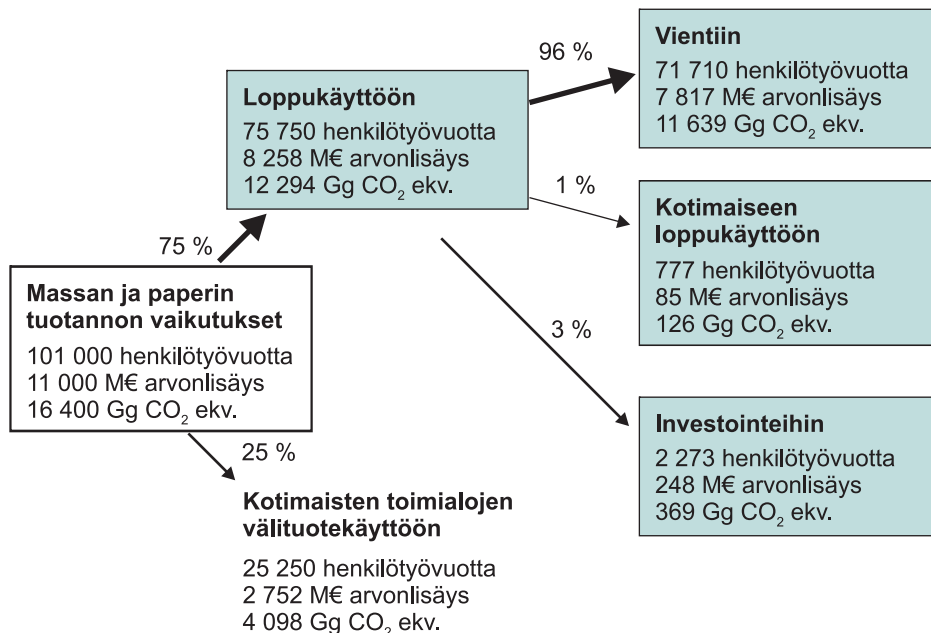 Massan ja paperin
tuotannon vaikutukset
101 000 henkilötyövuotta
11 000 M€ arvonlisäys
16 400 Gg CO₂ ekv.
75 %
Loppukäyttöön
75 750 henkilötyövuotta
8 258 M€ arvonlisäys
12 294 Gg CO₂ ekv.
96 %
Vientiin
71 710 henkilötyövuotta
7 817 M€ arvonlisäys
11 639 Gg CO₂ ekv.
1 %
Kotimaiseen
loppukäyttöön
777 henkilötyövuotta
85 M€ arvonlisäys
126 Gg CO₂ ekv.
3 %
Investointeihin
2 273 henkilötyövuotta
248 M€ arvonlisäys
369 Gg CO₂ ekv.
25 %
Kotimaisten toimialojen
välituotekäyttöön
25 250 henkilötyövuotta
2 752 M€ arvonlisäys
4 098 Gg CO₂ ekv.